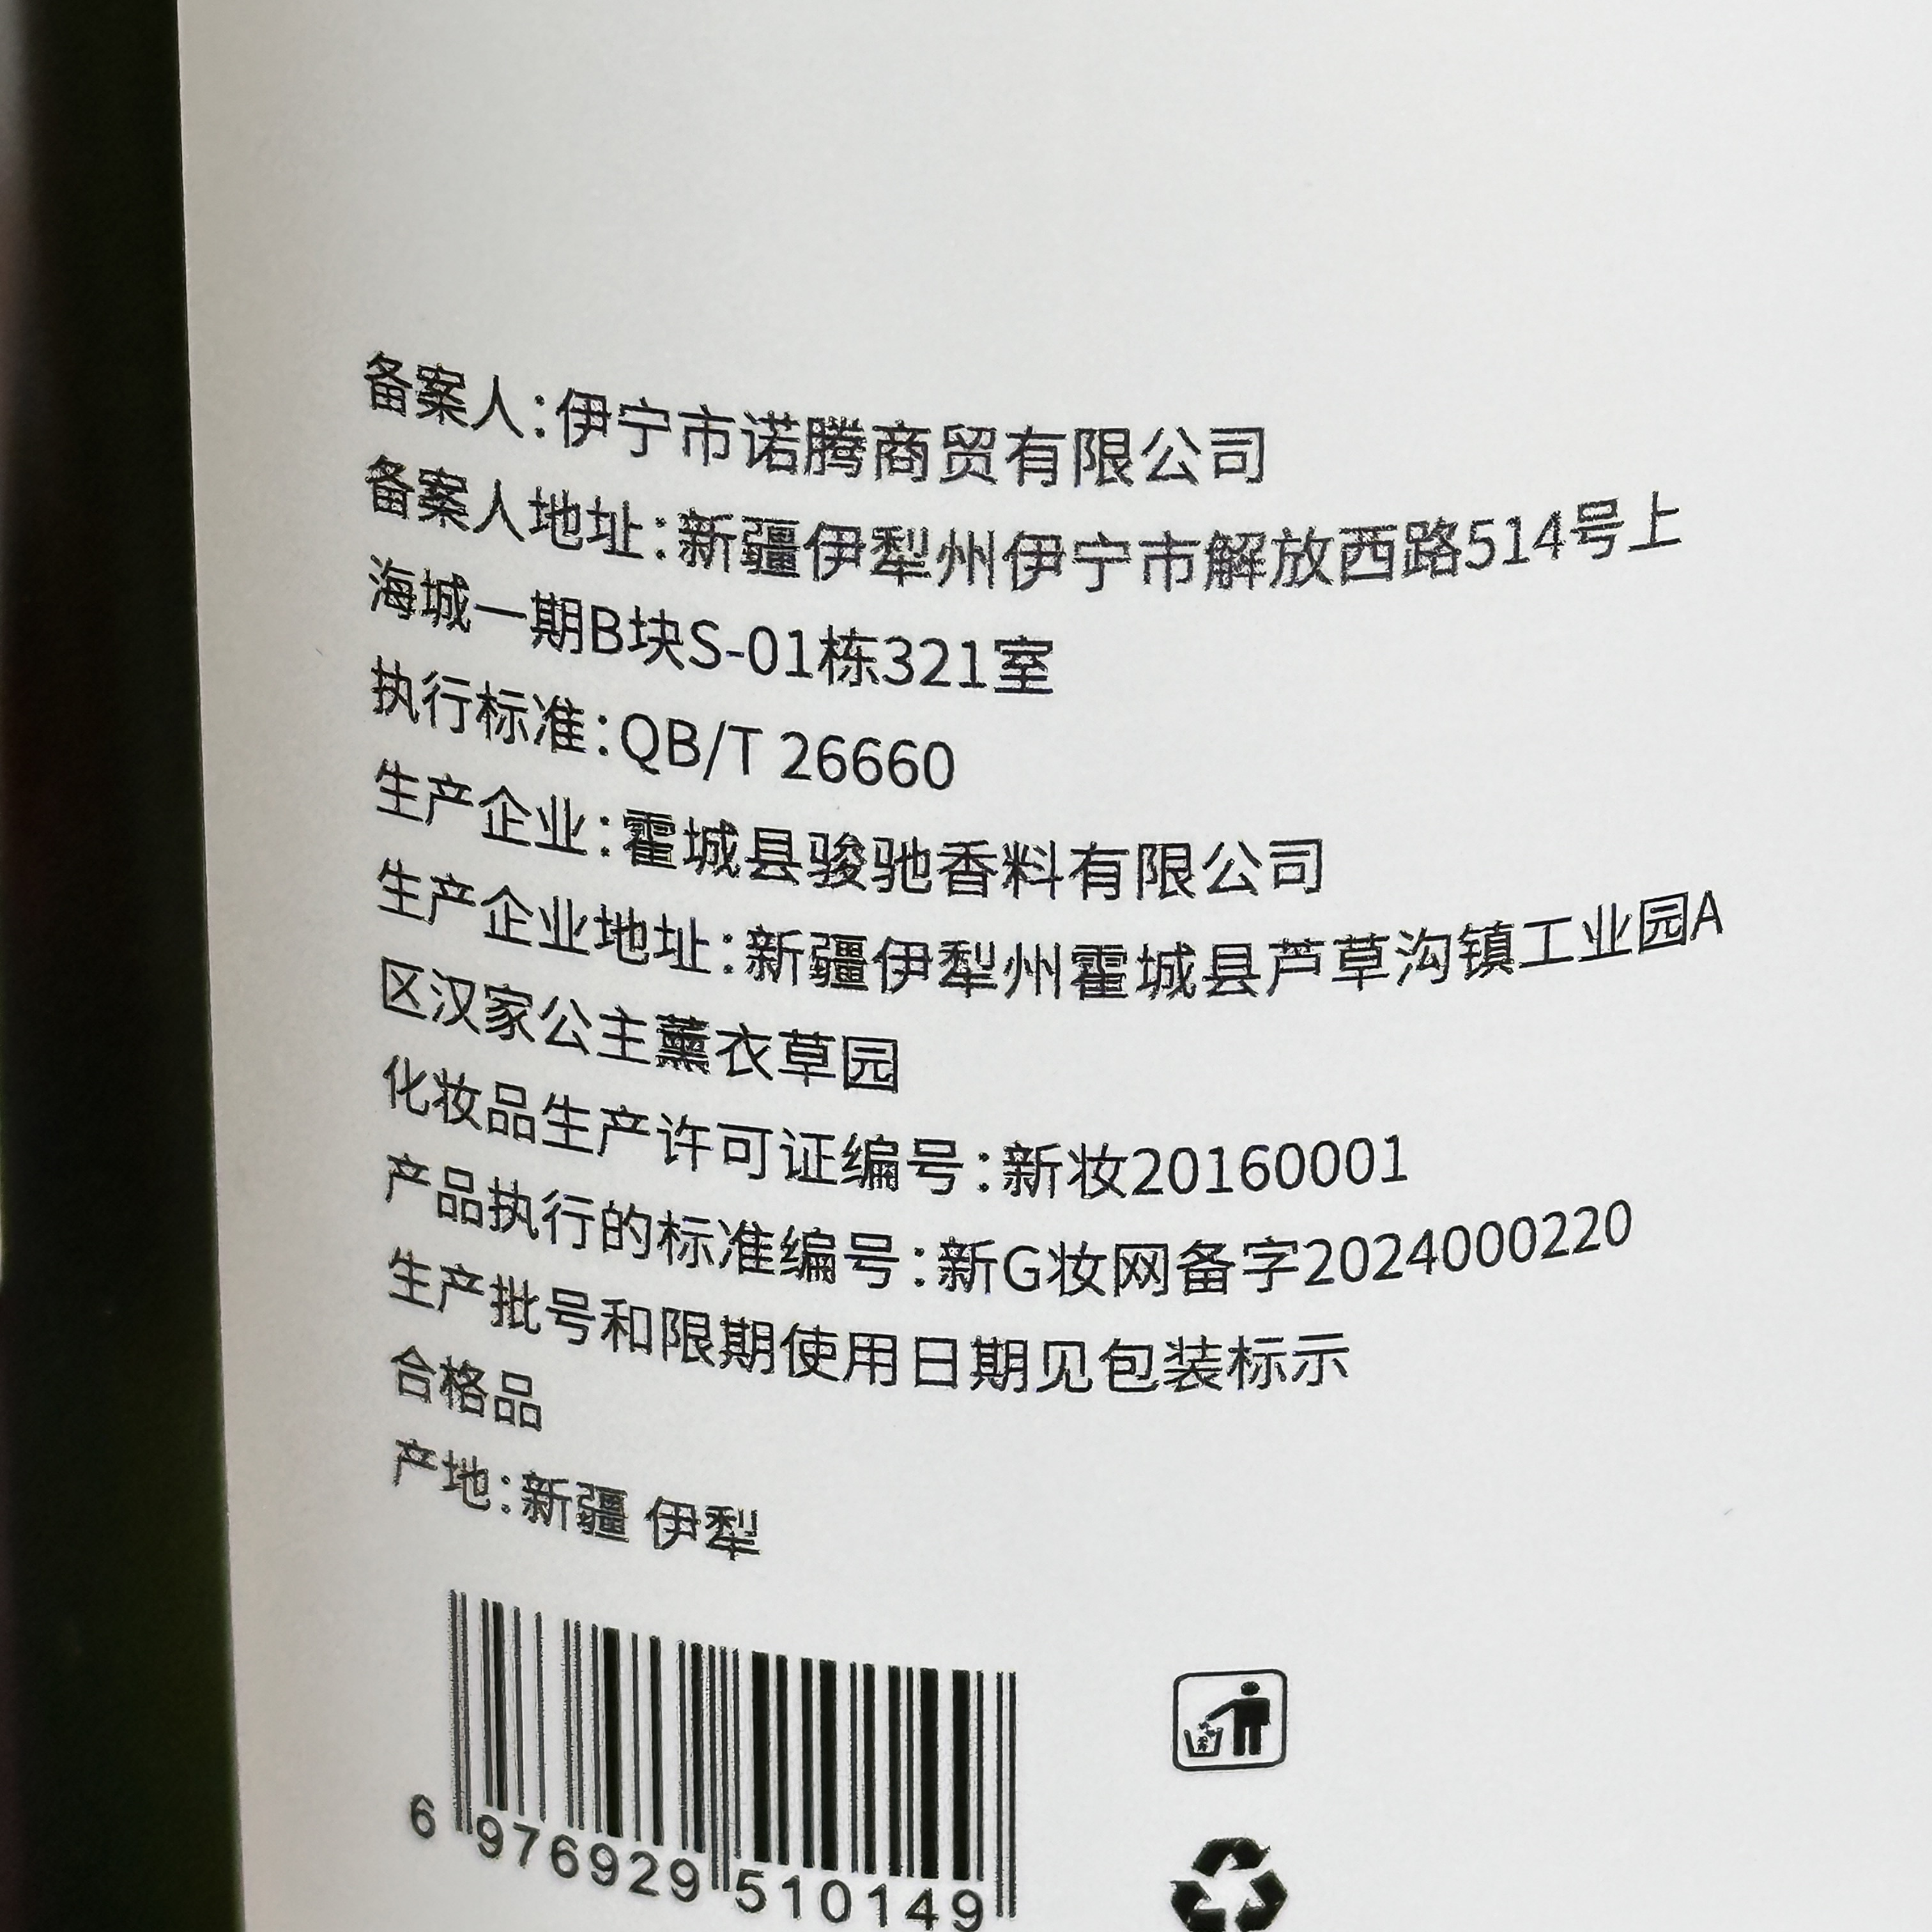 备案人:伊宁市诺腾商贸有限公司
备案人地址:新疆伊犁州伊宁市解放西路514号上
海城一期B块S-01栋321室
执行标准:QB/T 26660
生产企业:霍城县骏驰香料有限公司
生产企业地址:新疆伊犁州霍城县芦草沟镇工业园A
区汉家公主薰衣草园
化妆品生产许可证编号:新妆20160001
产品执行的标准编号:新G妆网备字2024000220
生产批号和限期使用日期见包装标示
合格品
产地:新疆 伊犁
6 976929 510149